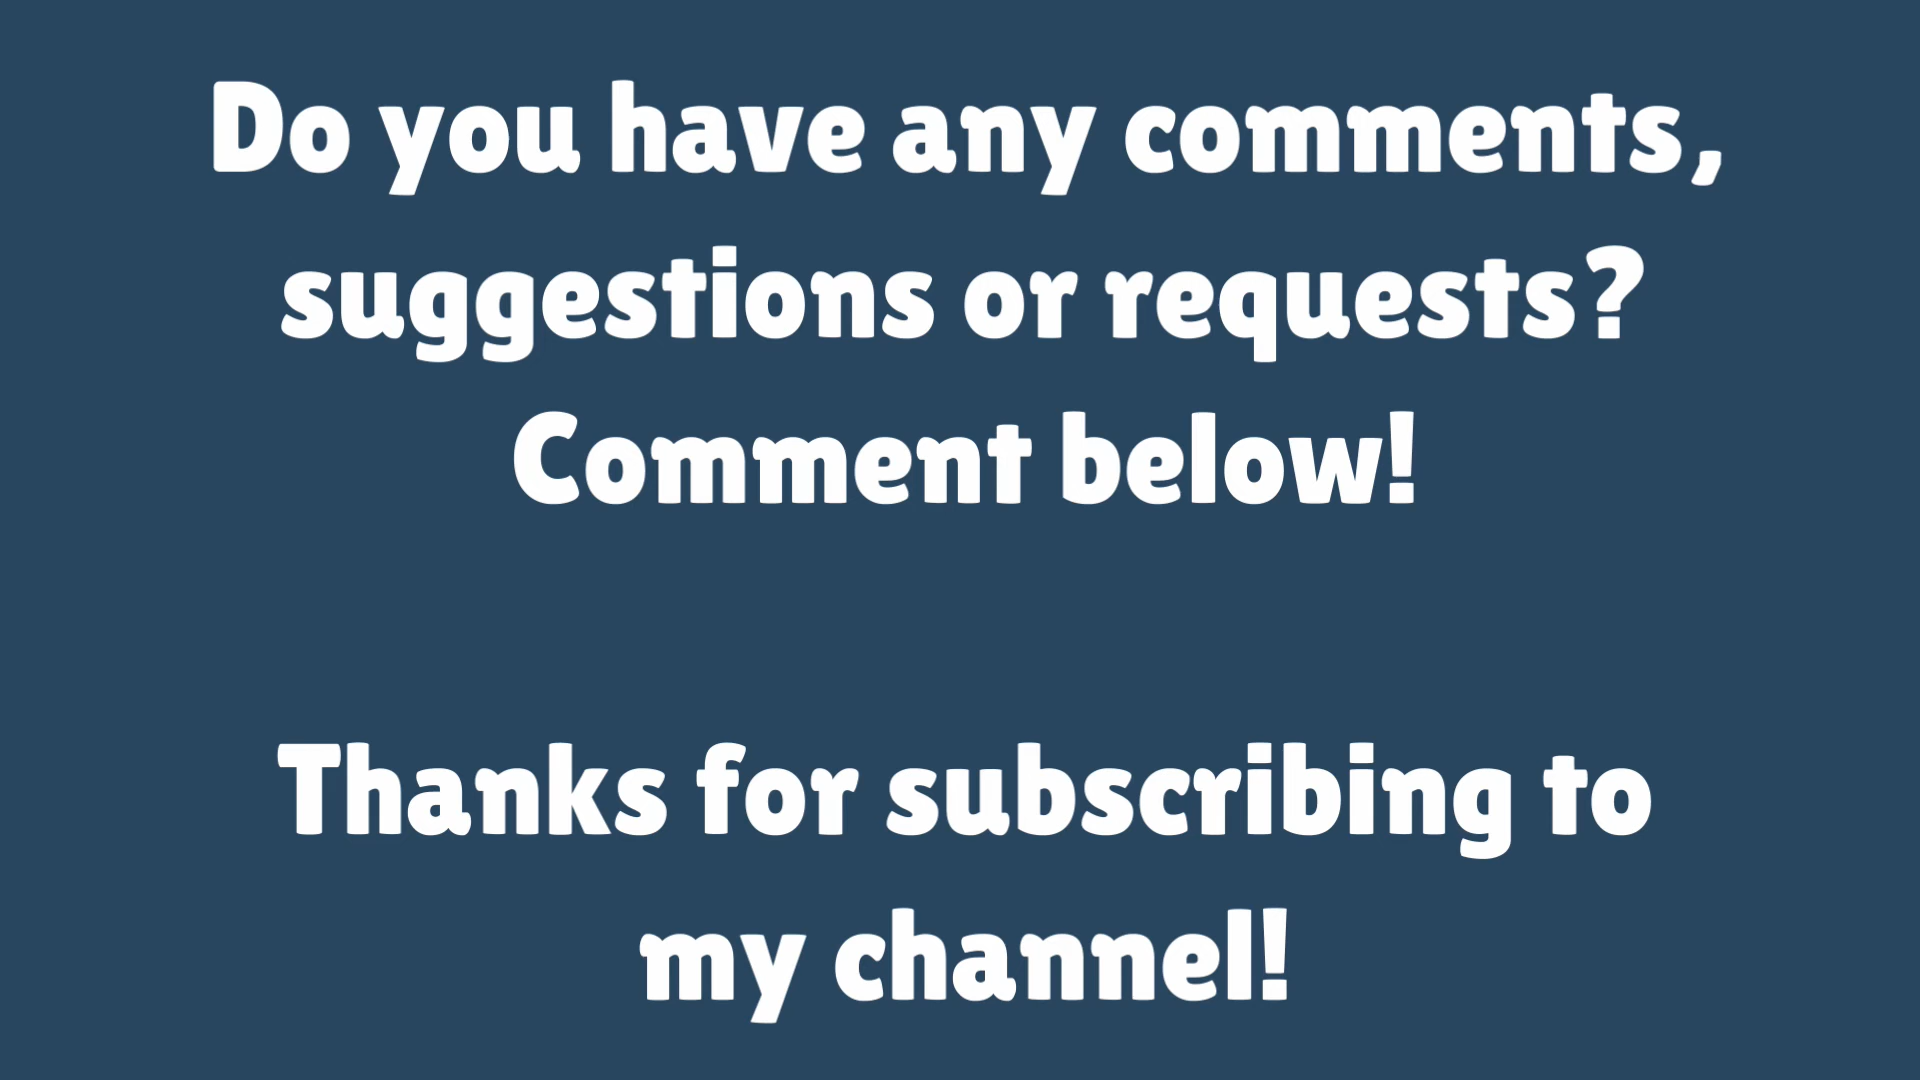 Do you have any comments,
suggestions or requests?
Comment below!
Thanks for subscribing to
my channel!